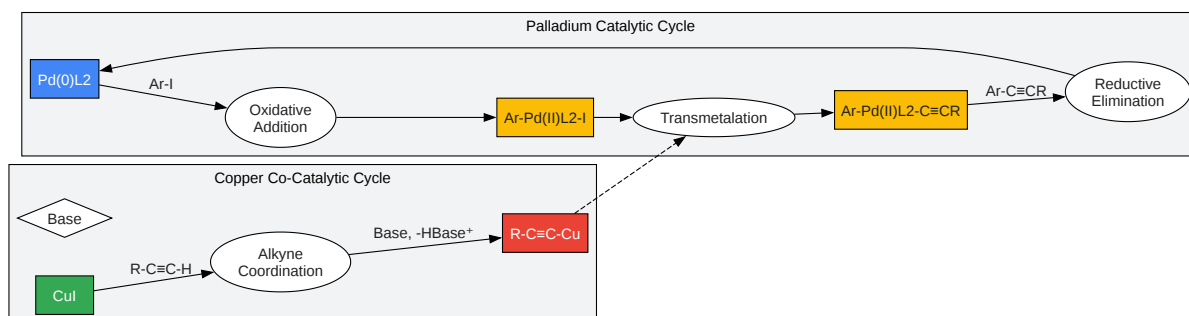 Palladium Catalytic Cycle
Pd(0)L2
Ar-I
Oxidative
Addition
Ar-Pd(II)L2-I
Transmetalation
Ar-Pd(II)L2-C≡CR
Ar-C≡CR
Reductive
Elimination
Copper Co-Catalytic Cycle
Base
CuI
R-C≡C-H
Alkyne
Coordination
Base, -HBase⁺
R-C≡C-Cu